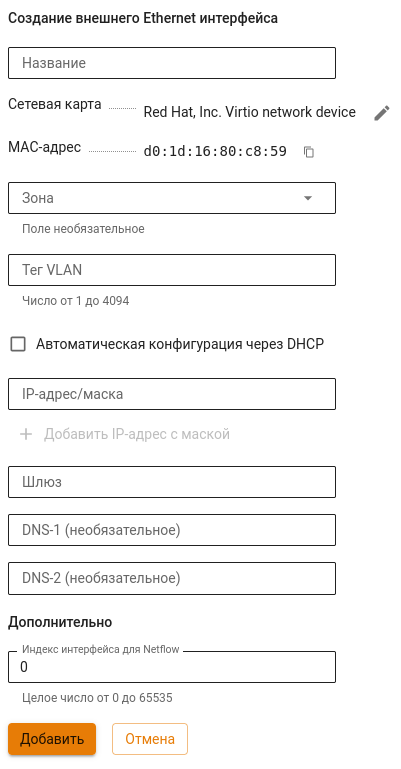 Создание внешнего Ethernet интерфейса
Название
Сетевая карта Red Hat, Inc. Virtio network device
MAC-адрес d0:1d:16:80:c8:59
Зона
Поле необязательное
Тег VLAN
Число от 1 до 4094
Автоматическая конфигурация через DHCP
IP-адрес/маска
Добавить IP-адрес с маской
Шлюз
DNS-1 (необязательное)
DNS-2 (необязательное)
Дополнительно
Индекс интерфейса для Netflow
0
Целое число от 0 до 65535
Добавить Отмена